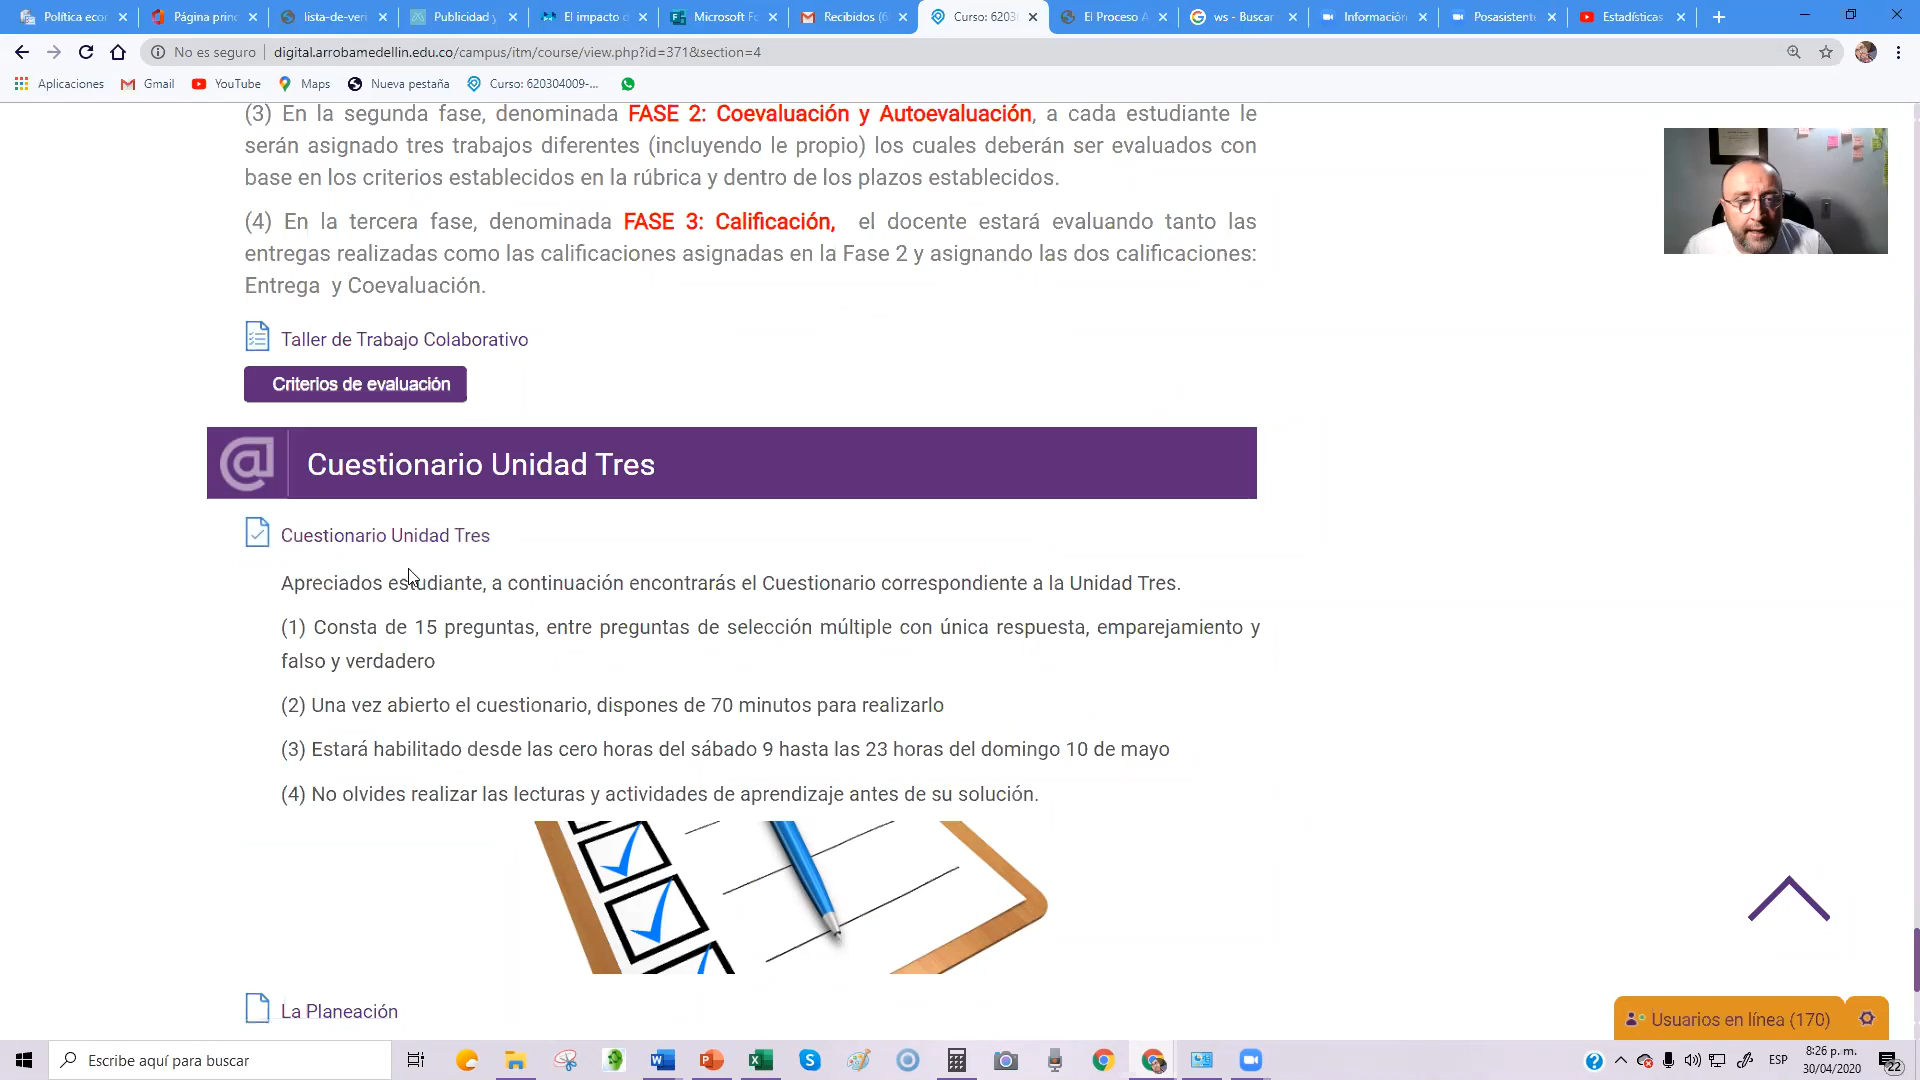 Política ecor
Página princ
lista-de-veri
Publicidad y
El impacto d
Microsoft Fo
Recibidos (6
Curso: 6203
El Proceso A
ws - Buscar
Información
Posasistente
Estadísticas
No es seguro
digital.arrobamedellin.edu.co/campus/itm/course/view.php?id=371&section=4
Aplicaciones
Gmail
YouTube
Maps
Nueva pestaña
Curso: 620304009-...
(3) En la segunda fase, denominada FASE 2: Coevaluación y Autoevaluación, a cada estudiante le
serán asignado tres trabajos diferentes (incluyendo le propio) los cuales deberán ser evaluados con
base en los criterios establecidos en la rúbrica y dentro de los plazos establecidos.
(4) En la tercera fase, denominada FASE 3: Calificación, el docente estará evaluando tanto las
entregas realizadas como las calificaciones asignadas en la Fase 2 y asignando las dos calificaciones:
Entrega y Coevaluación.
Taller de Trabajo Colaborativo
Criterios de evaluación
@ Cuestionario Unidad Tres
Cuestionario Unidad Tres
Apreciados estudiante, a continuación encontrarás el Cuestionario correspondiente a la Unidad Tres.
(1) Consta de 15 preguntas, entre preguntas de selección múltiple con única respuesta, emparejamiento y
falso y verdadero
(2) Una vez abierto el cuestionario, dispones de 70 minutos para realizarlo
(3) Estará habilitado desde las cero horas del sábado 9 hasta las 23 horas del domingo 10 de mayo
(4) No olvides realizar las lecturas y actividades de aprendizaje antes de su solución.
La Planeación
Usuarios en línea (170)
Escribe aquí para buscar
ESP
8:26 p. m.
30/04/2020
22